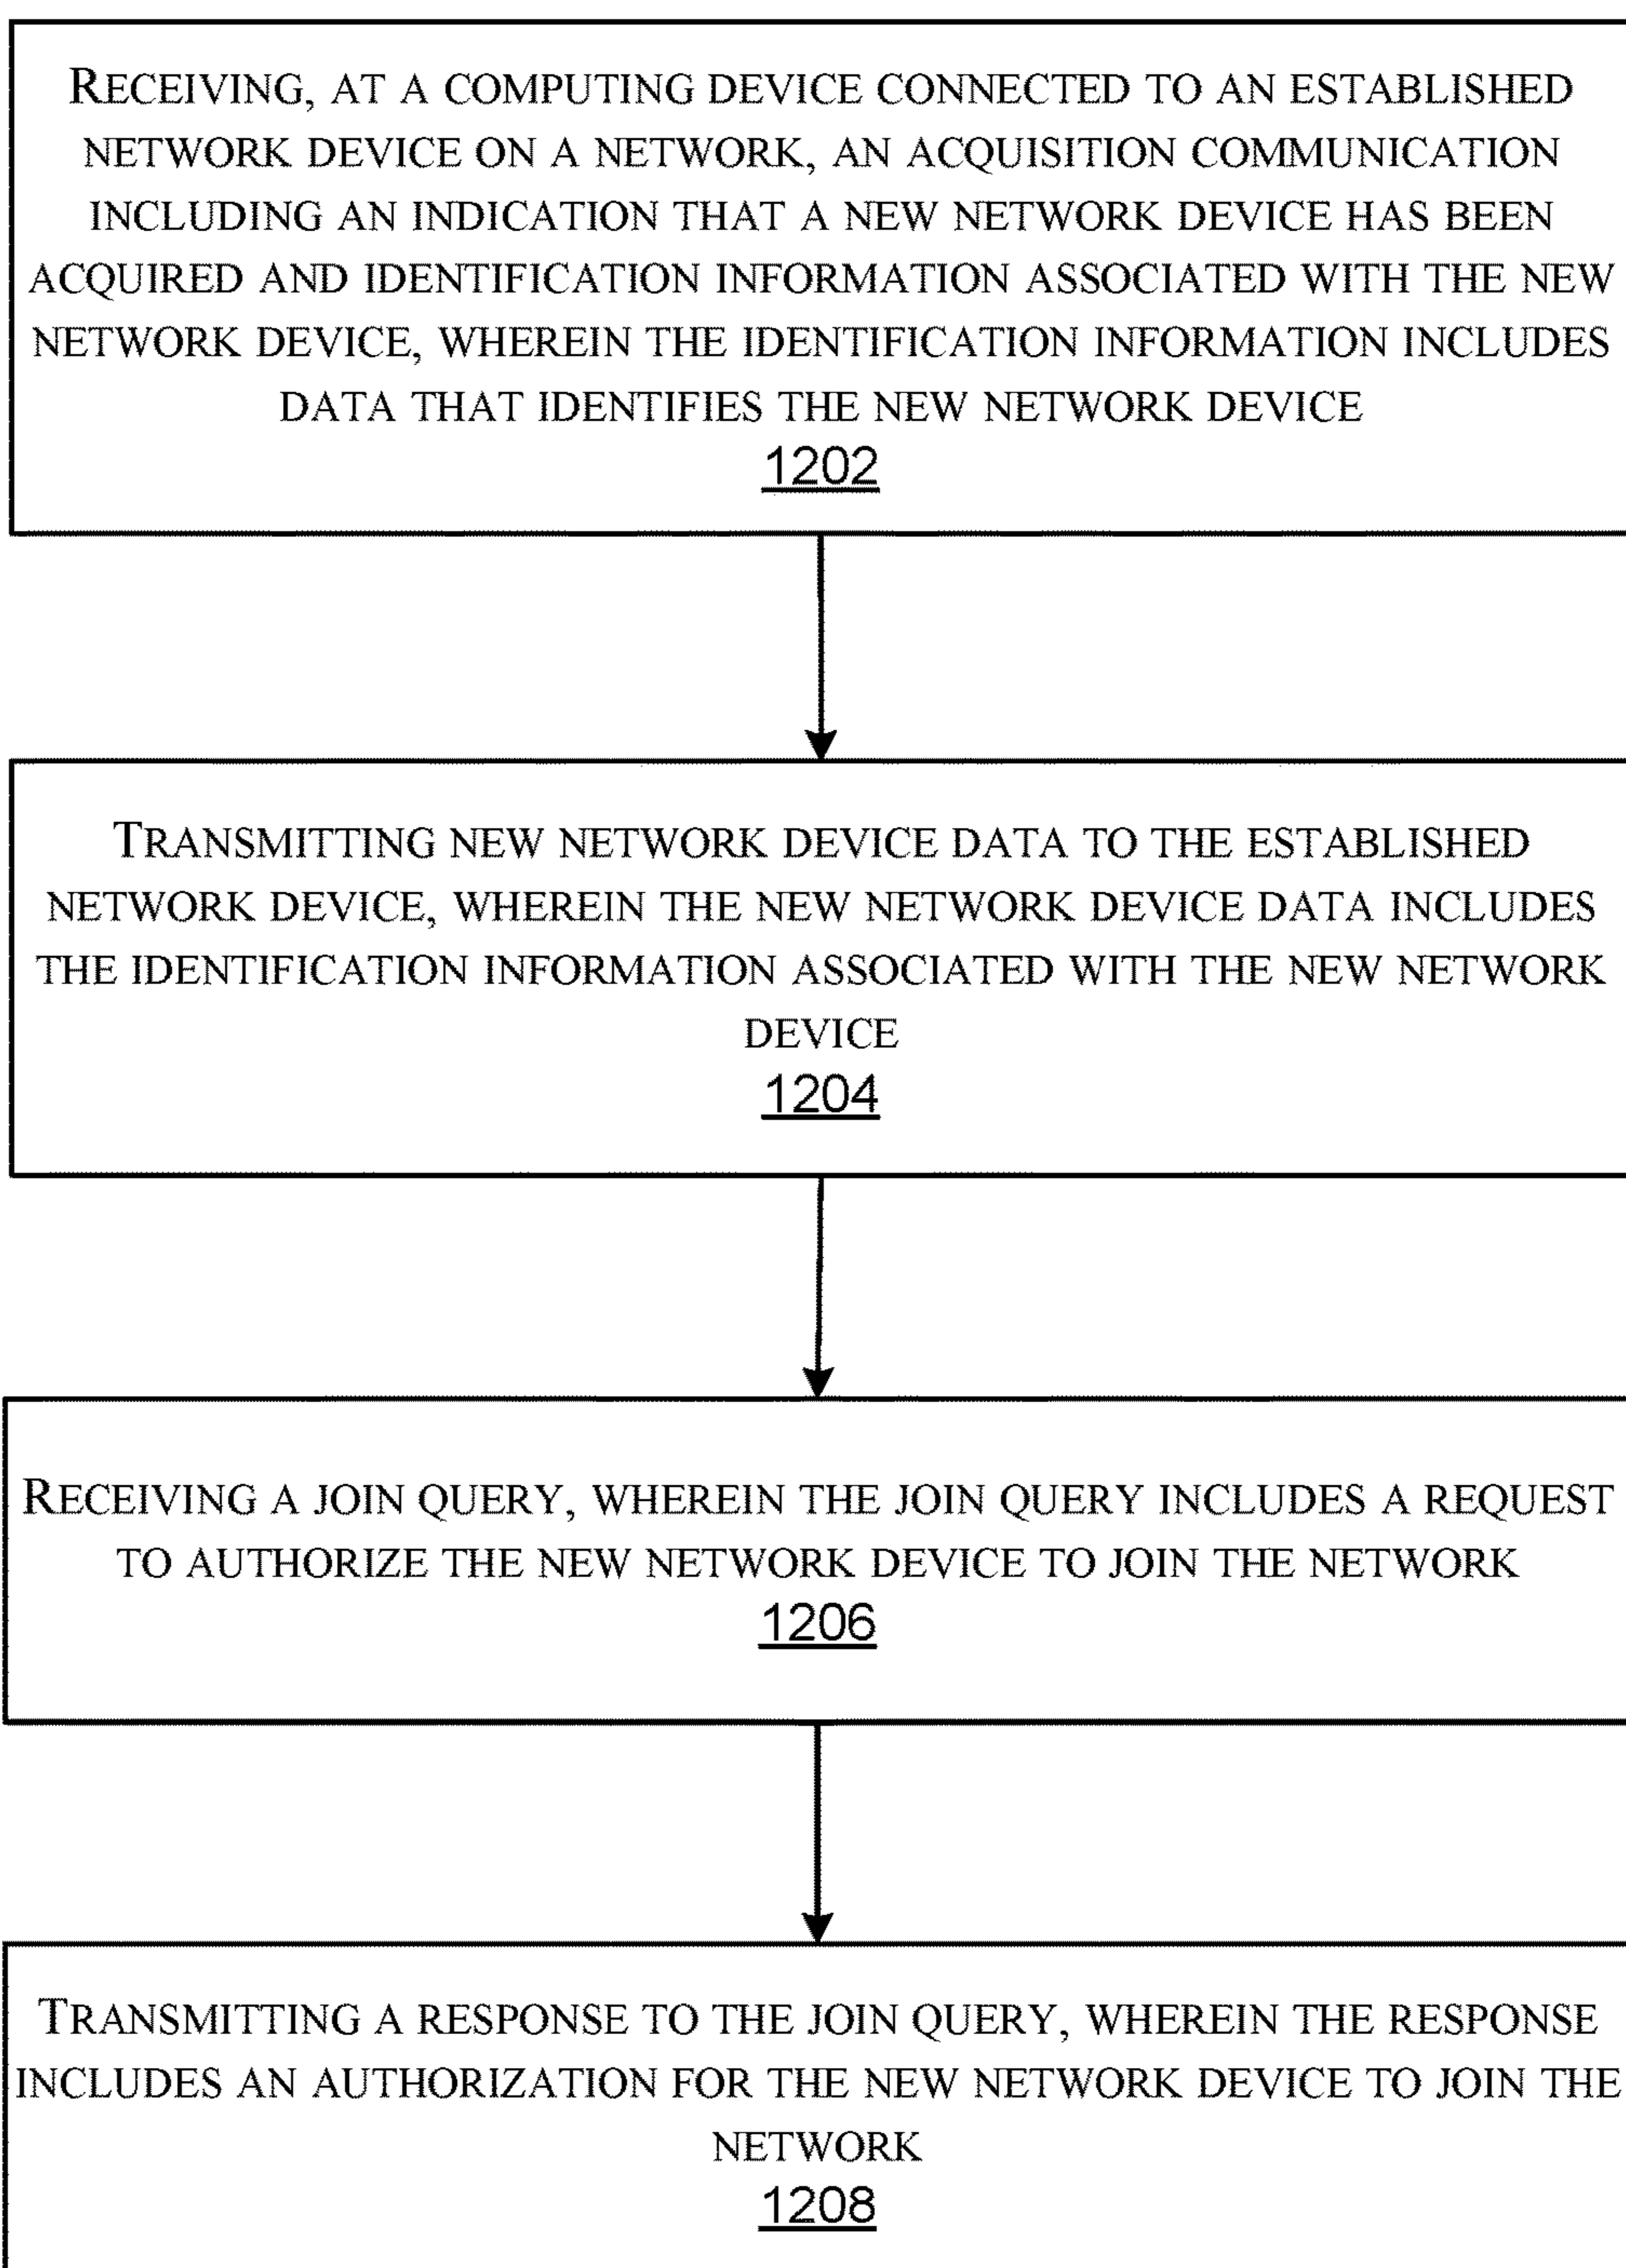 RECEIVING, AT A COMPUTING DEVICE CONNECTED TO AN ESTABLISHED
NETWORK DEVICE ON A NETWORK, AN ACQUISITION COMMUNICATION
INCLUDING AN INDICATION THAT A NEW NETWORK DEVICE HAS BEEN
ACQUIRED AND IDENTIFICATION INFORMATION ASSOCIATED WITH THE NEW
NETWORK DEVICE, WHEREIN THE IDENTIFICATION INFORMATION INCLUDES
DATA THAT IDENTIFIES THE NEW NETWORK DEVICE
1202
TRANSMITTING NEW NETWORK DEVICE DATA TO THE ESTABLISHED
NETWORK DEVICE, WHEREIN THE NEW NETWORK DEVICE DATA INCLUDES
THE IDENTIFICATION INFORMATION ASSOCIATED WITH THE NEW NETWORK
DEVICE
1204
RECEIVING A JOIN QUERY, WHEREIN THE JOIN QUERY INCLUDES A REQUEST
TO AUTHORIZE THE NEW NETWORK DEVICE TO JOIN THE NETWORK
1206
TRANSMITTING A RESPONSE TO THE JOIN QUERY, WHEREIN THE RESPONSE
INCLUDES AN AUTHORIZATION FOR THE NEW NETWORK DEVICE TO JOIN THE
NETWORK
1208